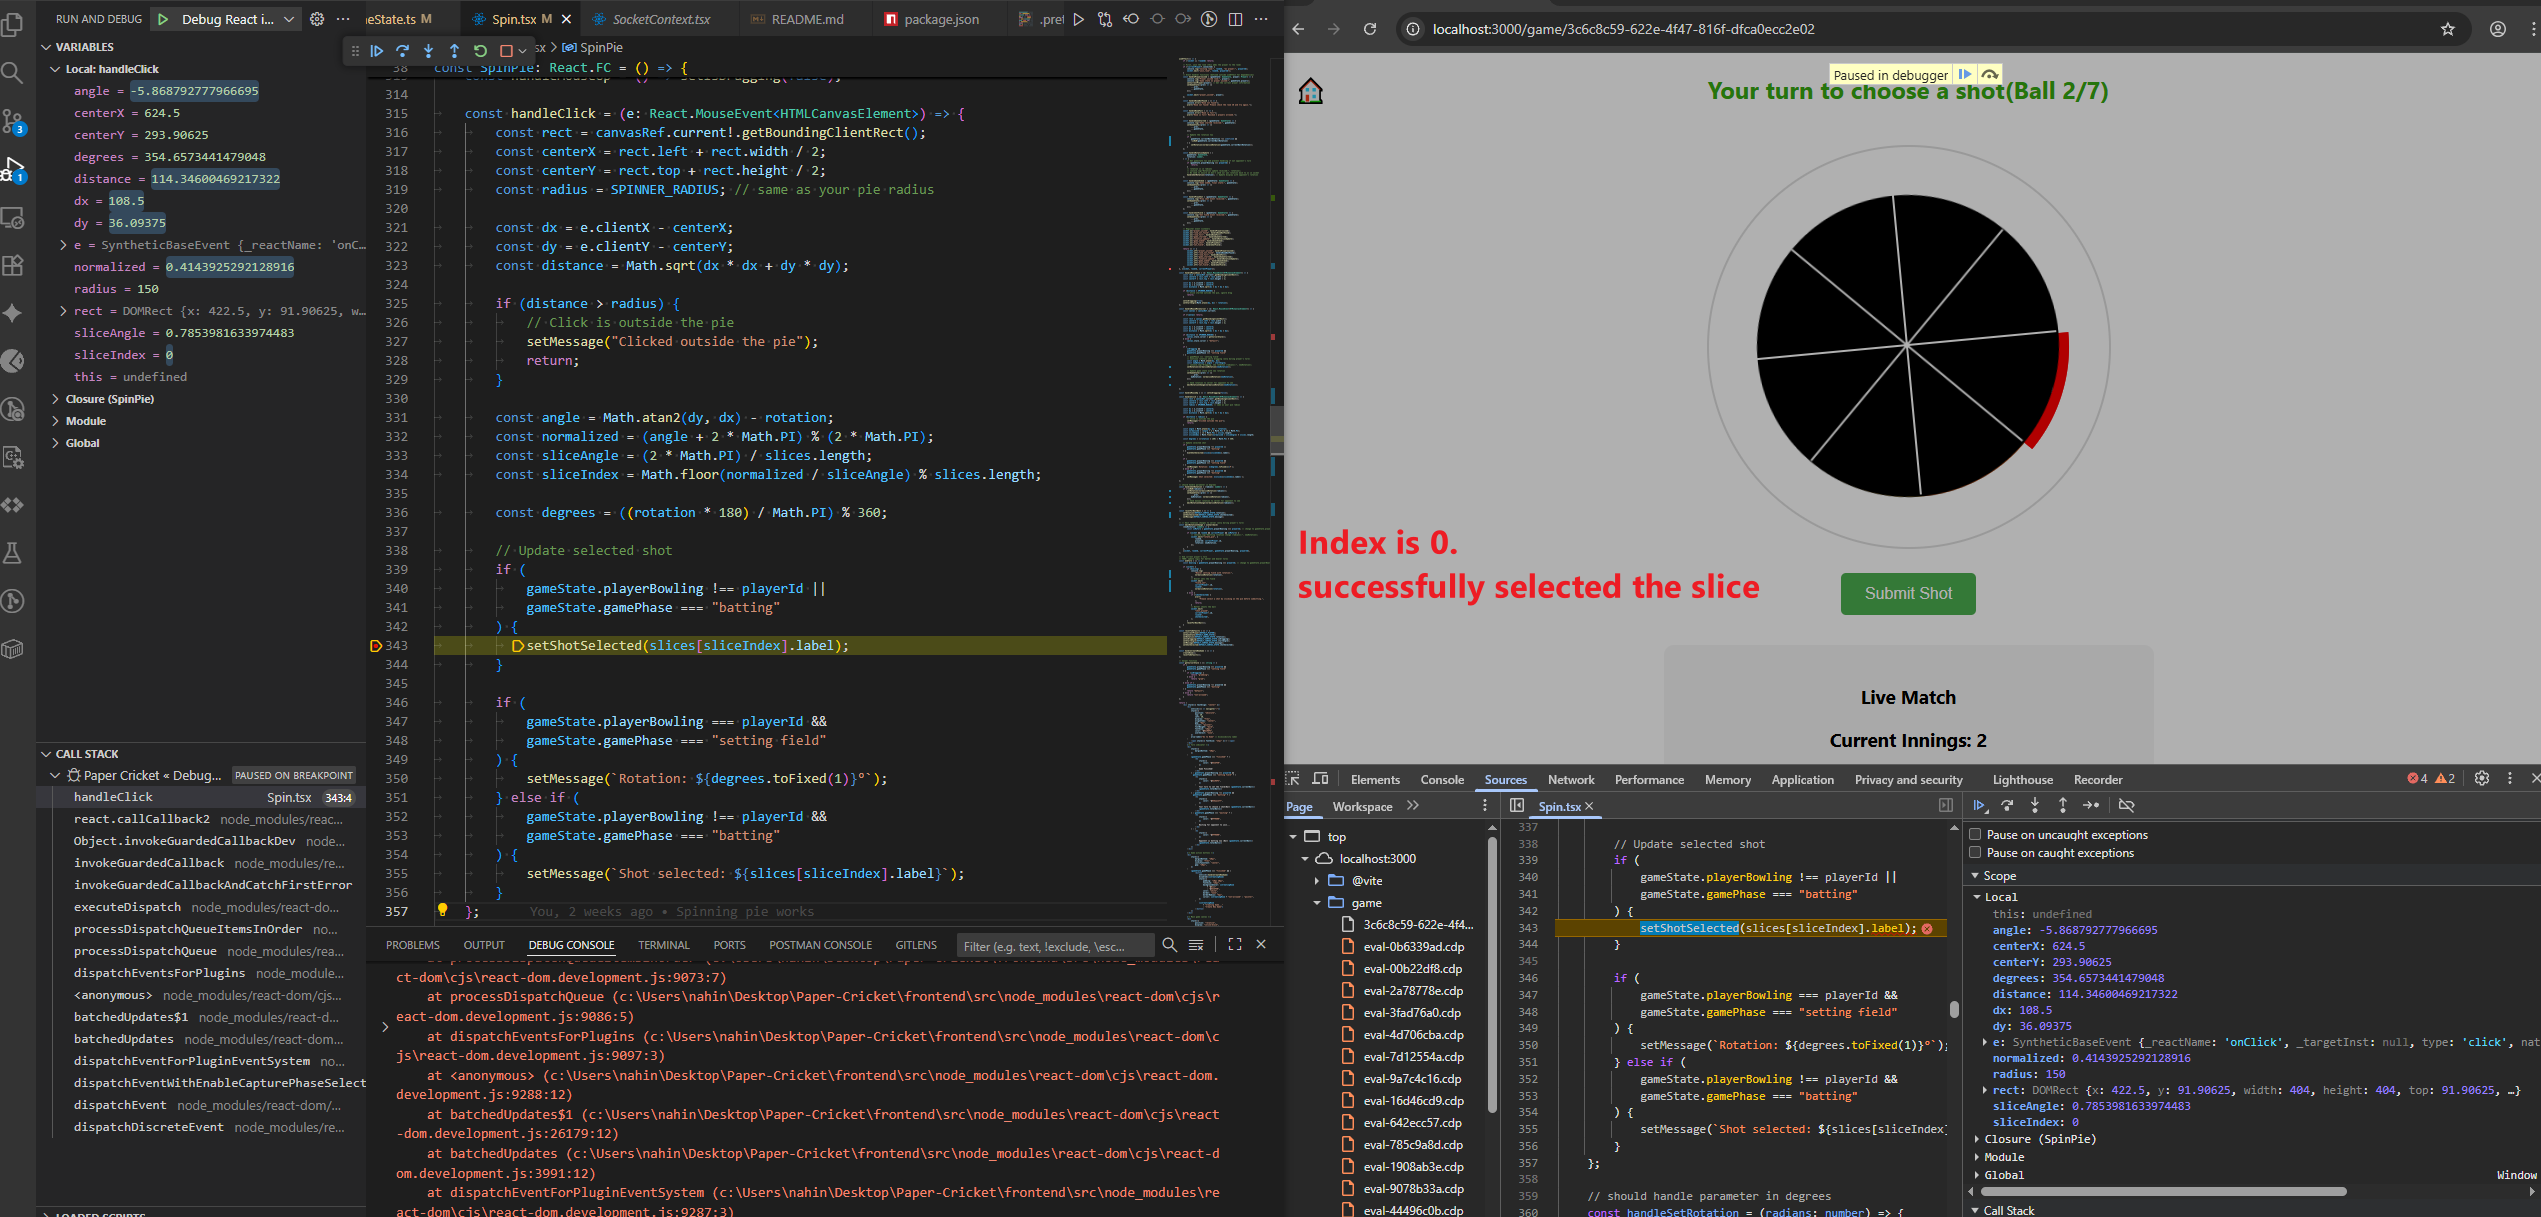 RUN AND DEBUG
Debug React i...
VARIABLES
Local: handleClick
angle = -5.868792777966695
centerX = 624.5
centerY = 293.90625
degrees = 354.6573441479048
distance = 114.34600469217322
dx = 108.5
dy = 36.09375
e = SyntheticBaseEvent {_reactName: 'onC...
normalized = 0.4143925292128916
radius = 150
rect = DOMRect {x: 422.5, y: 91.90625, w...
sliceAngle = 0.7853981633974483
sliceIndex = 0
this = undefined
Closure (SpinPie)
Module
Global
CALL STACK
Paper Cricket « Debug... PAUSED ON BREAKPOINT
handleClick Spin.tsx 343:4
react.callCallback2 node_modules/reac...
Object.invokeGuardedCallbackDev node...
invokeGuardedCallback node_modules/re...
invokeGuardedCallbackAndCatchFirstError
executeDispatch node_modules/react-do...
processDispatchQueueItemsInOrder no...
processDispatchQueue node_modules/rea...
dispatchEventsForPlugins node_module...
<anonymous> node_modules/react-dom/cjs...
batchedUpdates$1 node_modules/react-d...
batchedUpdates node_modules/react-dom...
dispatchEventForPluginEventSystem no...
dispatchEventWithEnableCapturePhaseSelect
dispatchEvent node_modules/react-dom/...
dispatchDiscreteEvent node_modules/re...
LOADED SCRIPTS
eState.ts M Spin.tsx M SocketContext.tsx README.md package.json .pret
sx > SpinPie
38 const SpinPie: React.FC = () => {
314
315 const handleClick = (e: React.MouseEvent<HTMLCanvasElement>) => {
316 const rect = canvasRef.current!.getBoundingClientRect();
317 const centerX = rect.left + rect.width / 2;
318 const centerY = rect.top + rect.height / 2;
319 const radius = SPINNER_RADIUS; // same as your pie radius
320
321 const dx = e.clientX - centerX;
322 const dy = e.clientY - centerY;
323 const distance = Math.sqrt(dx * dx + dy * dy);
324
325 if (distance > radius) {
326 // Click is outside the pie
327 setMessage("Clicked outside the pie");
328 return;
329 }
330
331 const angle = Math.atan2(dy, dx) - rotation;
332 const normalized = (angle + 2 * Math.PI) % (2 * Math.PI);
333 const sliceAngle = (2 * Math.PI) / slices.length;
334 const sliceIndex = Math.floor(normalized / sliceAngle) % slices.length;
335
336 const degrees = ((rotation * 180) / Math.PI) % 360;
337
338 // Update selected shot
339 if (
340 gameState.playerBowling !== playerId ||
341 gameState.gamePhase === "batting"
342 ) {
343 setShotSelected(slices[sliceIndex].label);
344 }
345
346 if (
347 gameState.playerBowling === playerId &&
348 gameState.gamePhase === "setting field"
349 ) {
350 setMessage(`Rotation: ${degrees.toFixed(1)}°`);
351 } else if (
352 gameState.playerBowling !== playerId &&
353 gameState.gamePhase === "batting"
354 ) {
355 setMessage(`Shot selected: ${slices[sliceIndex].label}`);
356 }
357 }; You, 2 weeks ago • Spinning pie works
PROBLEMS OUTPUT DEBUG CONSOLE TERMINAL PORTS POSTMAN CONSOLE GITLENS Filter (e.g. text, !exclude, \esc...
ct-dom\cjs\react-dom.development.js:9073:7)
at processDispatchQueue (c:\Users\nahin\Desktop\Paper-Cricket\frontend\src\node_modules\react-dom\cjs\r
eact-dom.development.js:9086:5)
at dispatchEventsForPlugins (c:\Users\nahin\Desktop\Paper-Cricket\frontend\src\node_modules\react-dom\c
js\react-dom.development.js:9097:3)
at <anonymous> (c:\Users\nahin\Desktop\Paper-Cricket\frontend\src\node_modules\react-dom\cjs\react-dom.
development.js:9288:12)
at batchedUpdates$1 (c:\Users\nahin\Desktop\Paper-Cricket\frontend\src\node_modules\react-dom\cjs\react
-dom.development.js:26179:12)
at batchedUpdates (c:\Users\nahin\Desktop\Paper-Cricket\frontend\src\node_modules\react-dom\cjs\react-d
om.development.js:3991:12)
at dispatchEventForPluginEventSystem (c:\Users\nahin\Desktop\Paper-Cricket\frontend\src\node_modules\re
act-dom\cjs\react-dom.development.js:9287:3)
localhost:3000/game/3c6c8c59-622e-4f47-816f-dfca0ecc2e02
Paused in debugger
Your turn to choose a shot(Ball 2/7)
Index is 0.
successfully selected the slice
Submit Shot
Live Match
Current Innings: 2
Elements Console Sources Network Performance Memory Application Privacy and security Lighthouse Recorder 4 2
Page Workspace
top
localhost:3000
@vite
game
3c6c8c59-622e-4f4...
eval-0b6339ad.cdp
eval-00b22df8.cdp
eval-2a78778e.cdp
eval-3fad76a0.cdp
eval-4d706cba.cdp
eval-7d12554a.cdp
eval-9a7c4c16.cdp
eval-16d46cd9.cdp
eval-642ecc57.cdp
eval-785c9a8d.cdp
eval-1908ab3e.cdp
eval-9078b33a.cdp
eval-44496c0b.cdp
Spin.tsx
337
338 // Update selected shot
339 if (
340 gameState.playerBowling !== playerId ||
341 gameState.gamePhase === "batting"
342 ) {
343 setShotSelected(slices[sliceIndex].label);
344 }
345
346 if (
347 gameState.playerBowling === playerId &&
348 gameState.gamePhase === "setting field"
349 ) {
350 setMessage(`Rotation: ${degrees.toFixed(1)}°`);
351 } else if (
352 gameState.playerBowling !== playerId &&
353 gameState.gamePhase === "batting"
354 ) {
355 setMessage(`Shot selected: ${slices[sliceIndex]
356 }
357 };
358
359 // should handle parameter in degrees
360 const handleSetRotation = (radians: number) => {
Pause on uncaught exceptions
Pause on caught exceptions
Scope
Local
this: undefined
angle: -5.868792777966695
centerX: 624.5
centerY: 293.90625
degrees: 354.6573441479048
distance: 114.34600469217322
dx: 108.5
dy: 36.09375
e: SyntheticBaseEvent {_reactName: 'onClick', _targetInst: null, type: 'click', nat
normalized: 0.4143925292128916
radius: 150
rect: DOMRect {x: 422.5, y: 91.90625, width: 404, height: 404, top: 91.90625, …}
sliceAngle: 0.7853981633974483
sliceIndex: 0
Closure (SpinPie)
Module
Global Window
Call Stack